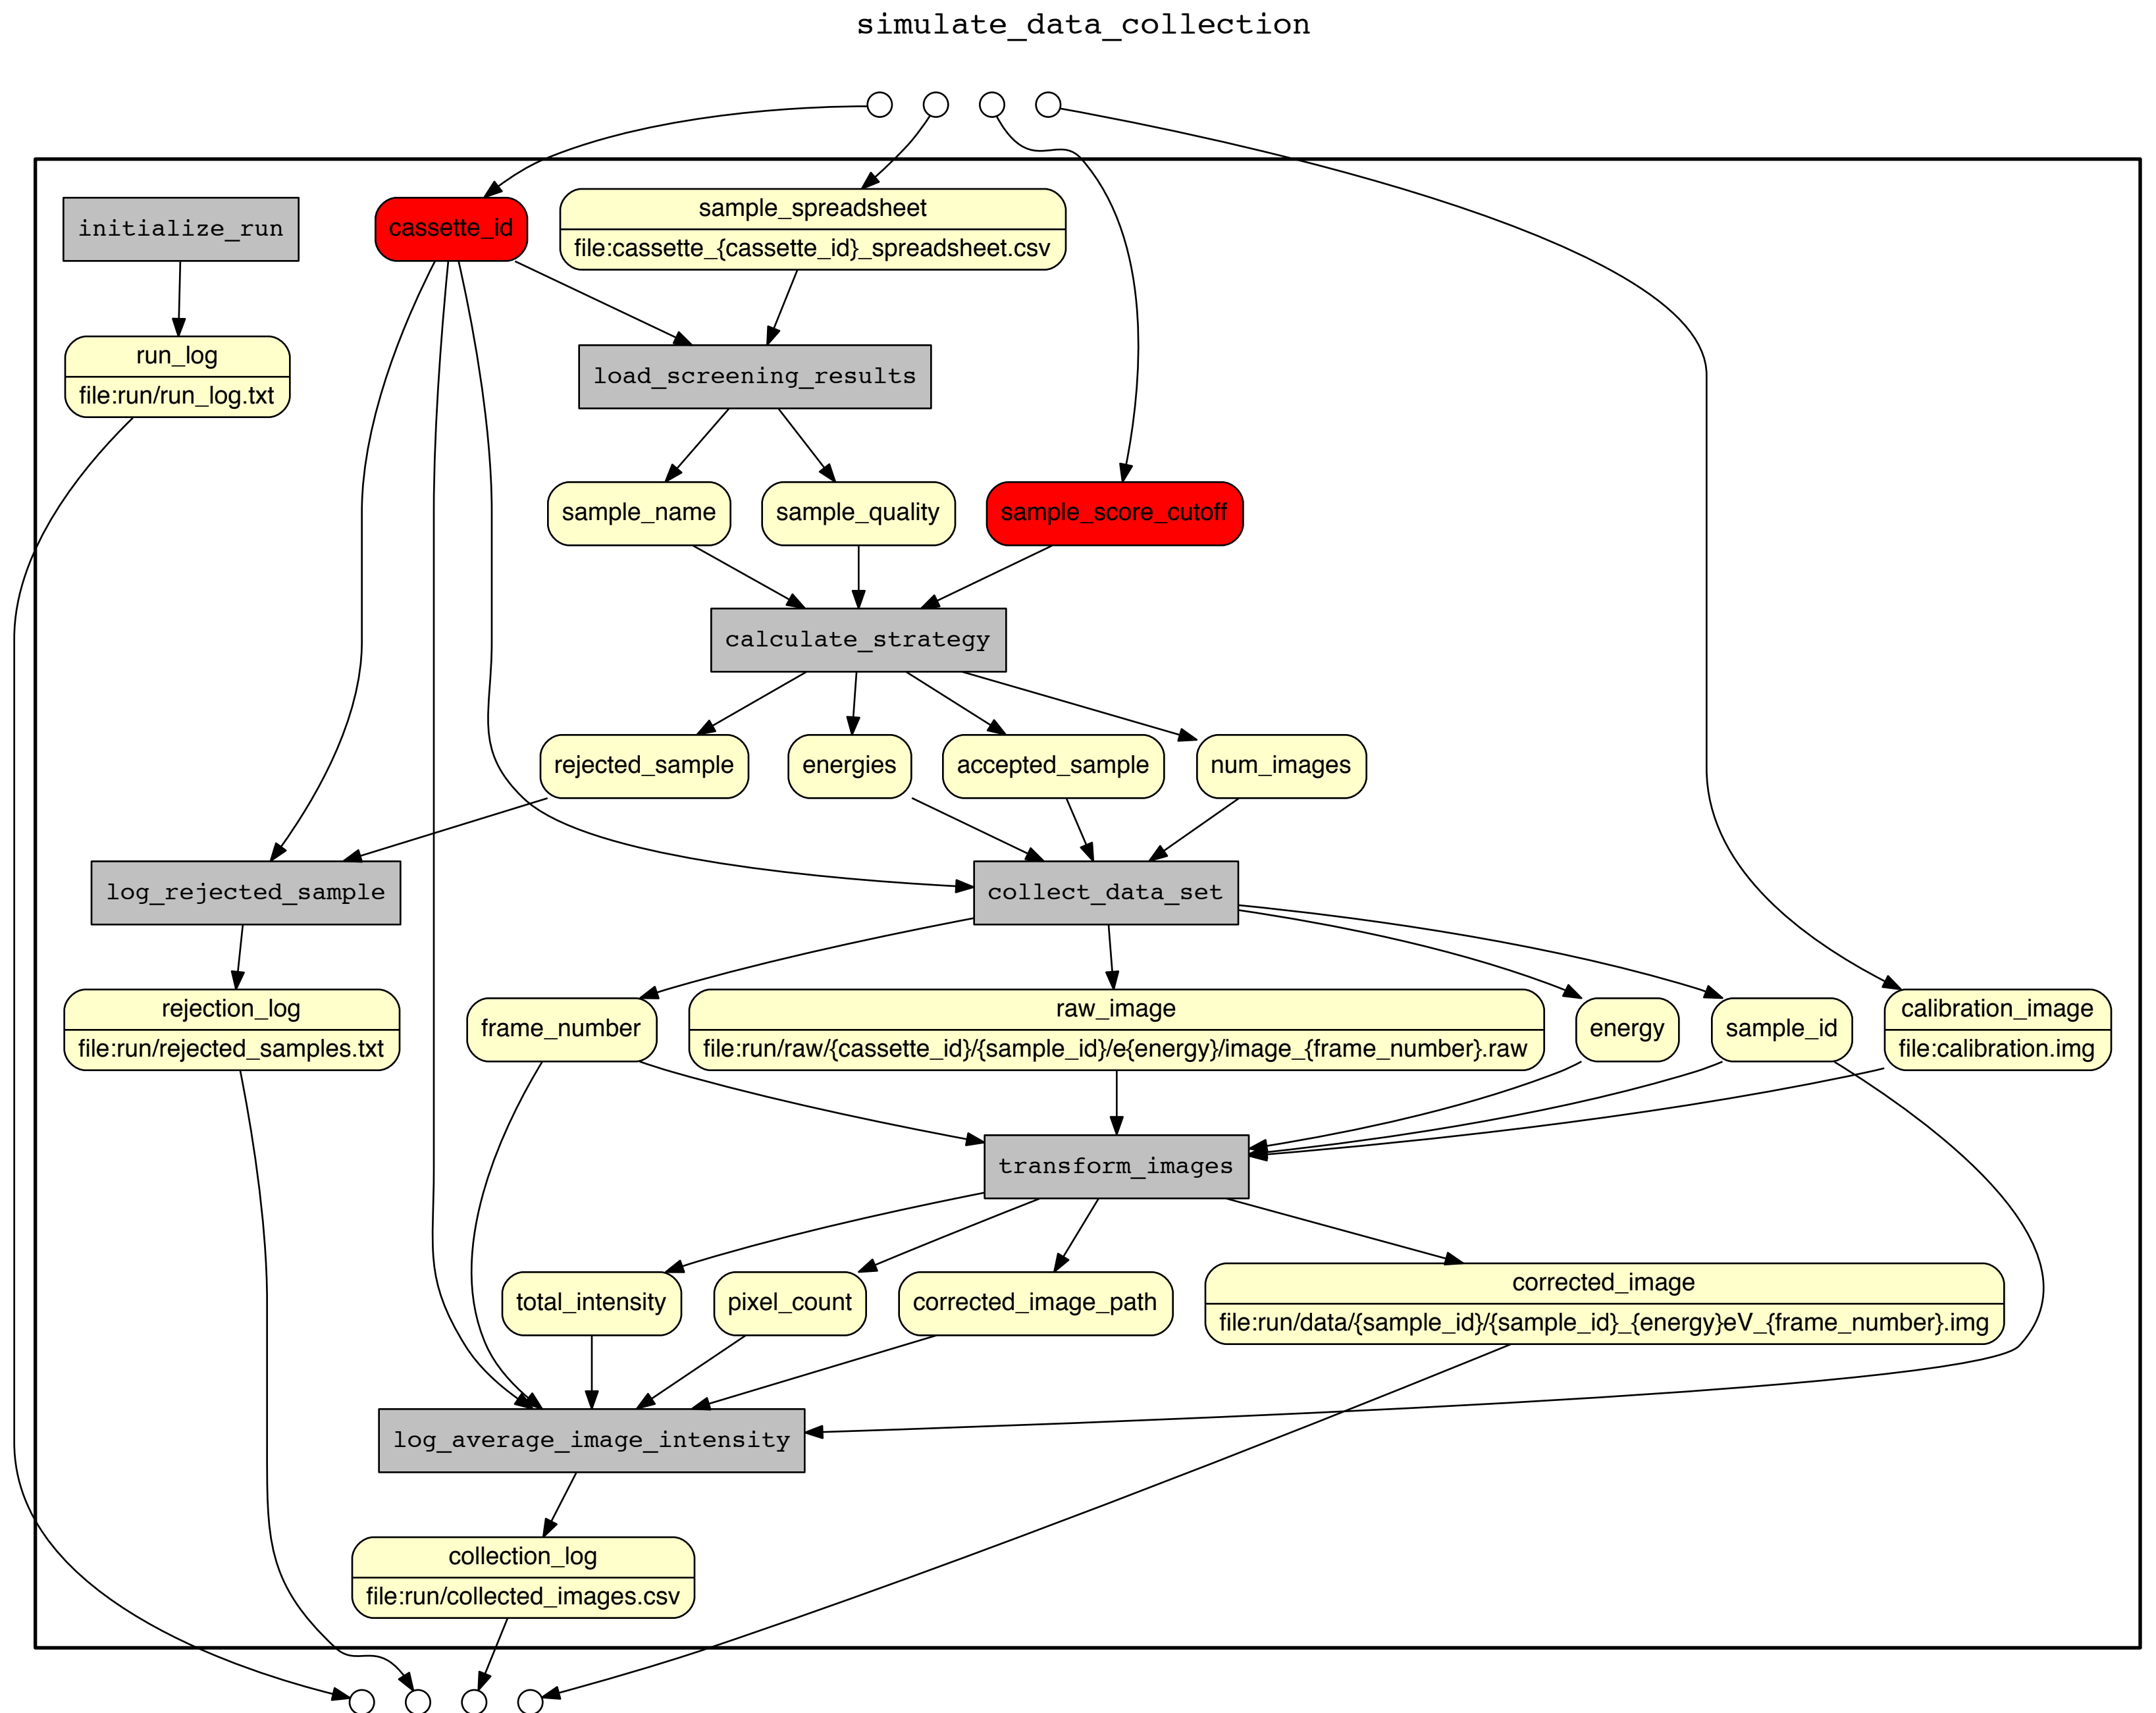 simulate_data_collection
initialize_run
cassette_id
sample_spreadsheet
file:cassette_{cassette_id}_spreadsheet.csv
run_log
file:run/run_log.txt
load_screening_results
sample_name
sample_quality
sample_score_cutoff
calculate_strategy
rejected_sample
energies
accepted_sample
num_images
log_rejected_sample
collect_data_set
rejection_log
file:run/rejected_samples.txt
frame_number
raw_image
file:run/raw/{cassette_id}/{sample_id}/e{energy}/image_{frame_number}.raw
energy
sample_id
calibration_image
file:calibration.img
transform_images
total_intensity
pixel_count
corrected_image_path
corrected_image
file:run/data/{sample_id}/{sample_id}_{energy}eV_{frame_number}.img
log_average_image_intensity
collection_log
file:run/collected_images.csv